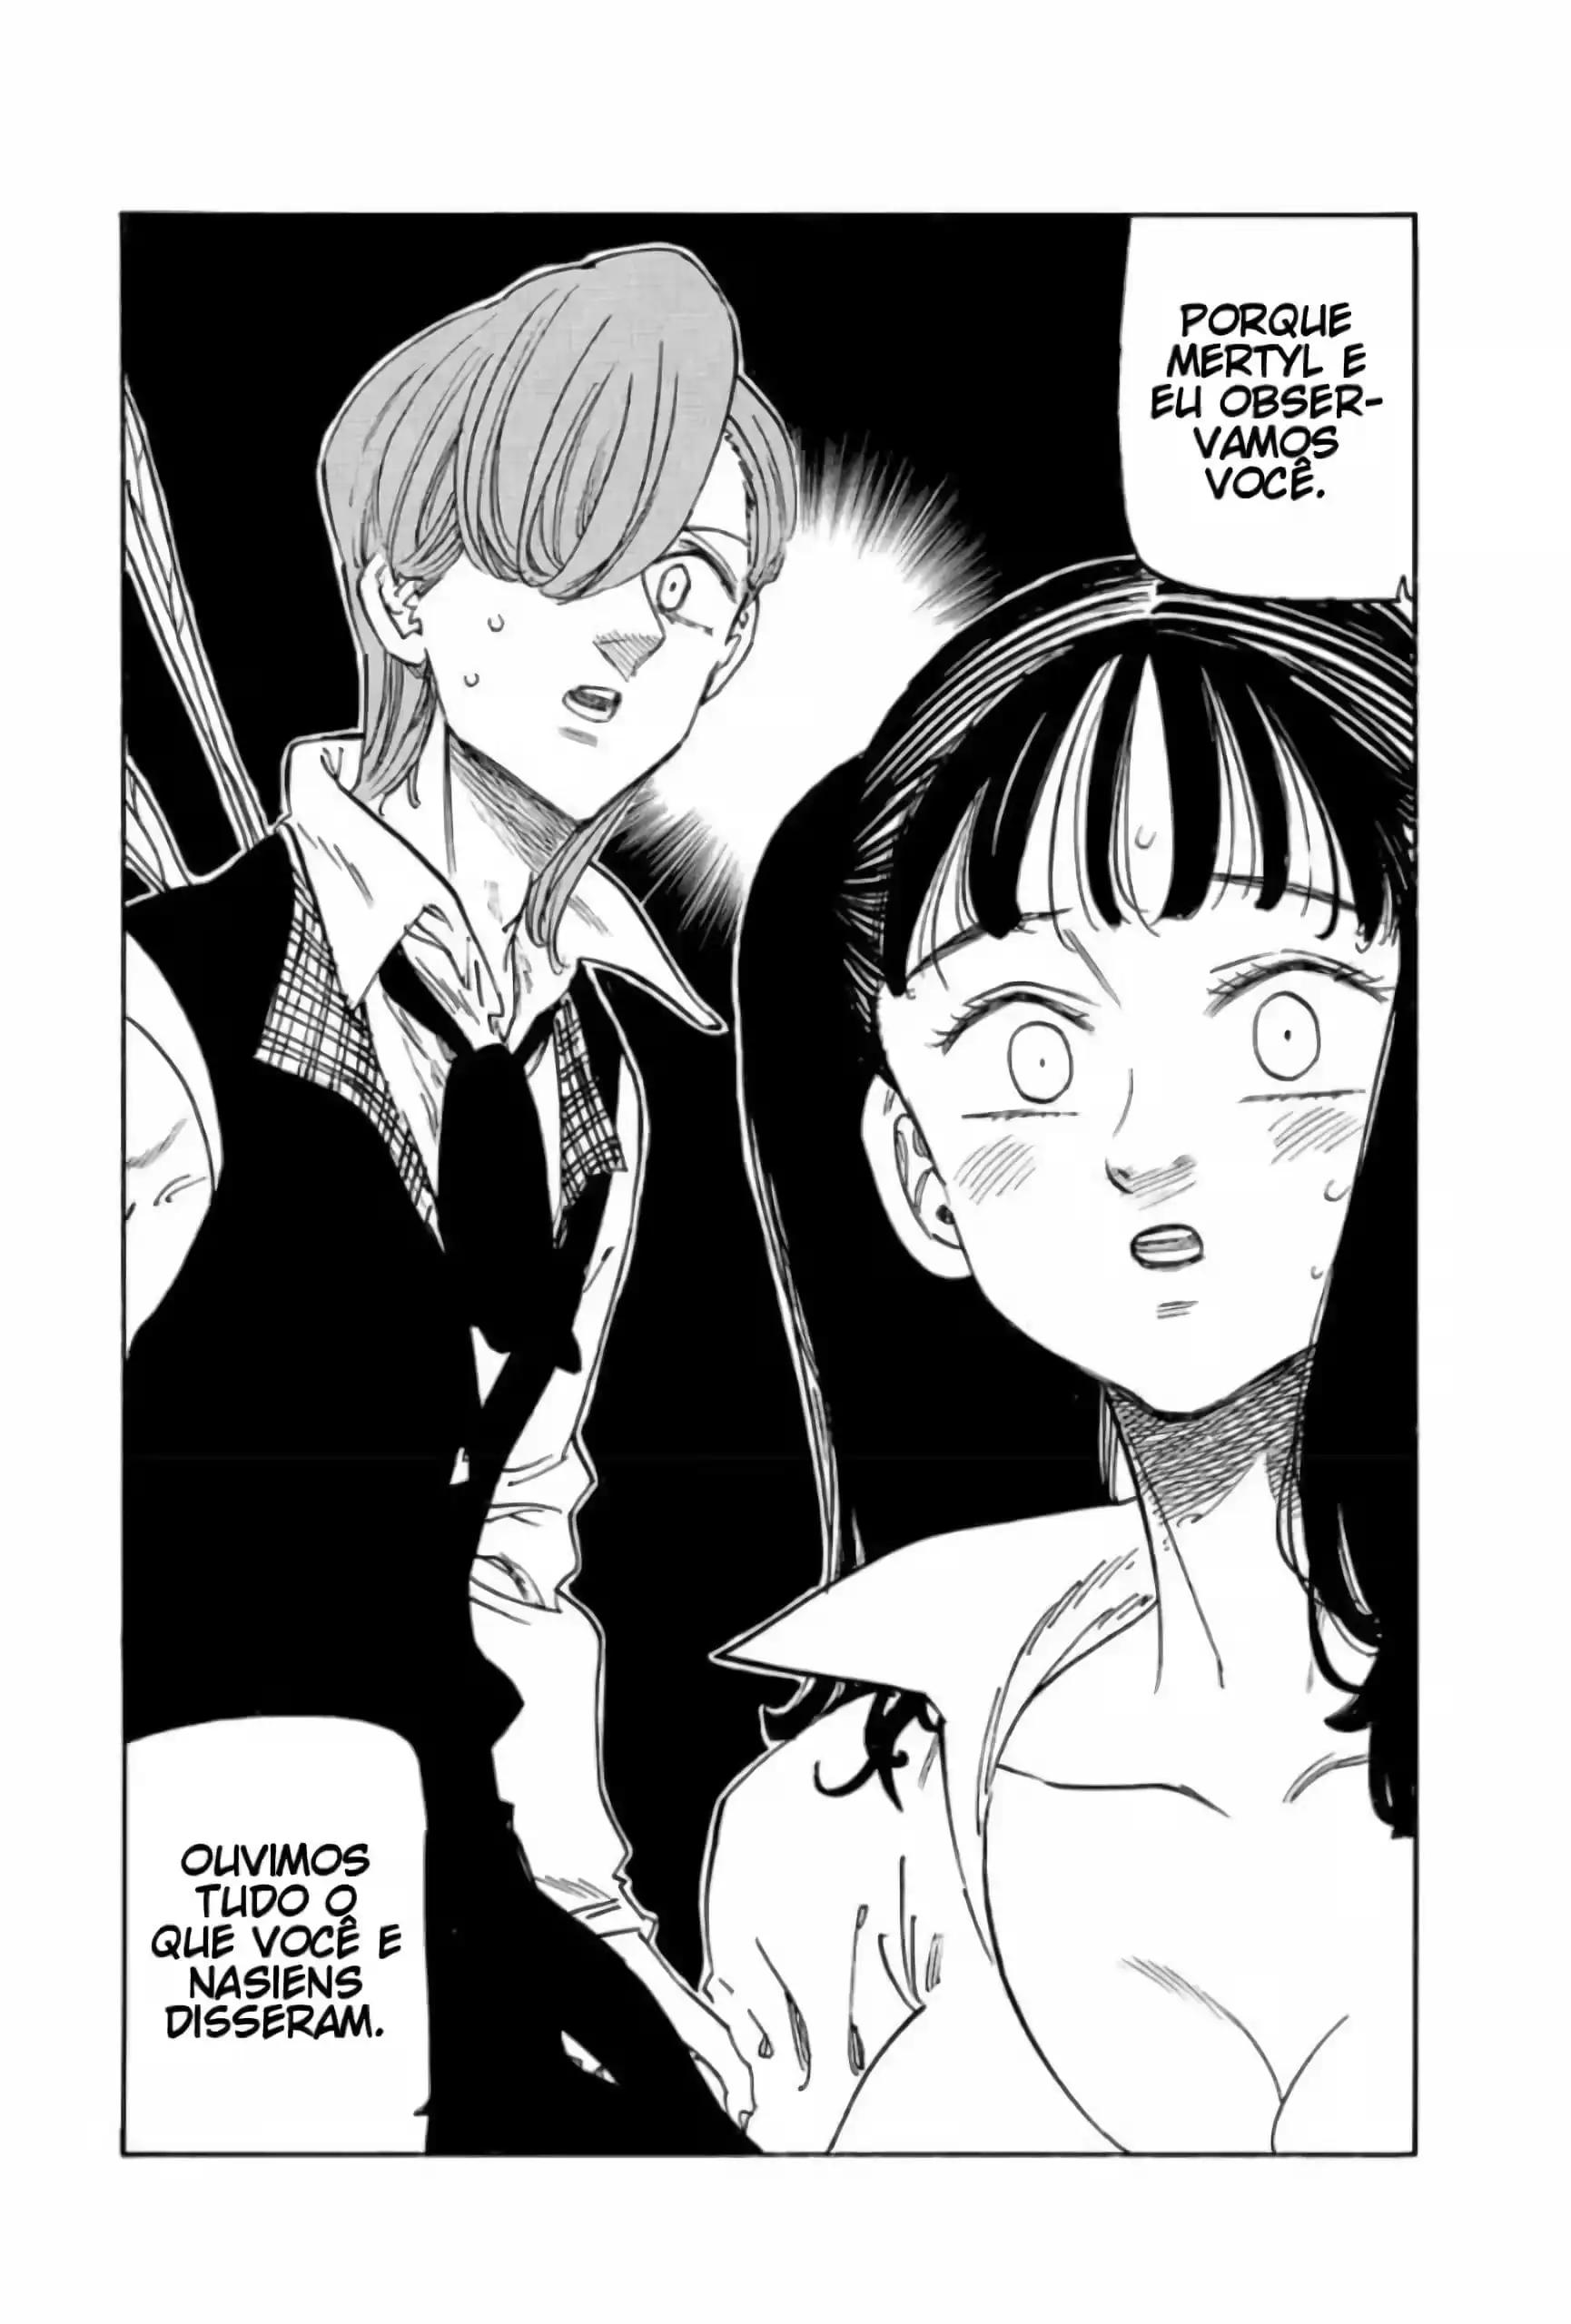 PORQUE
MERTYL E
EU OBSER-
VAMOS
VOCÊ.
OUVIMOS
TUDO O
QUE VOCÊ E
NASIENS
DISSERAM.